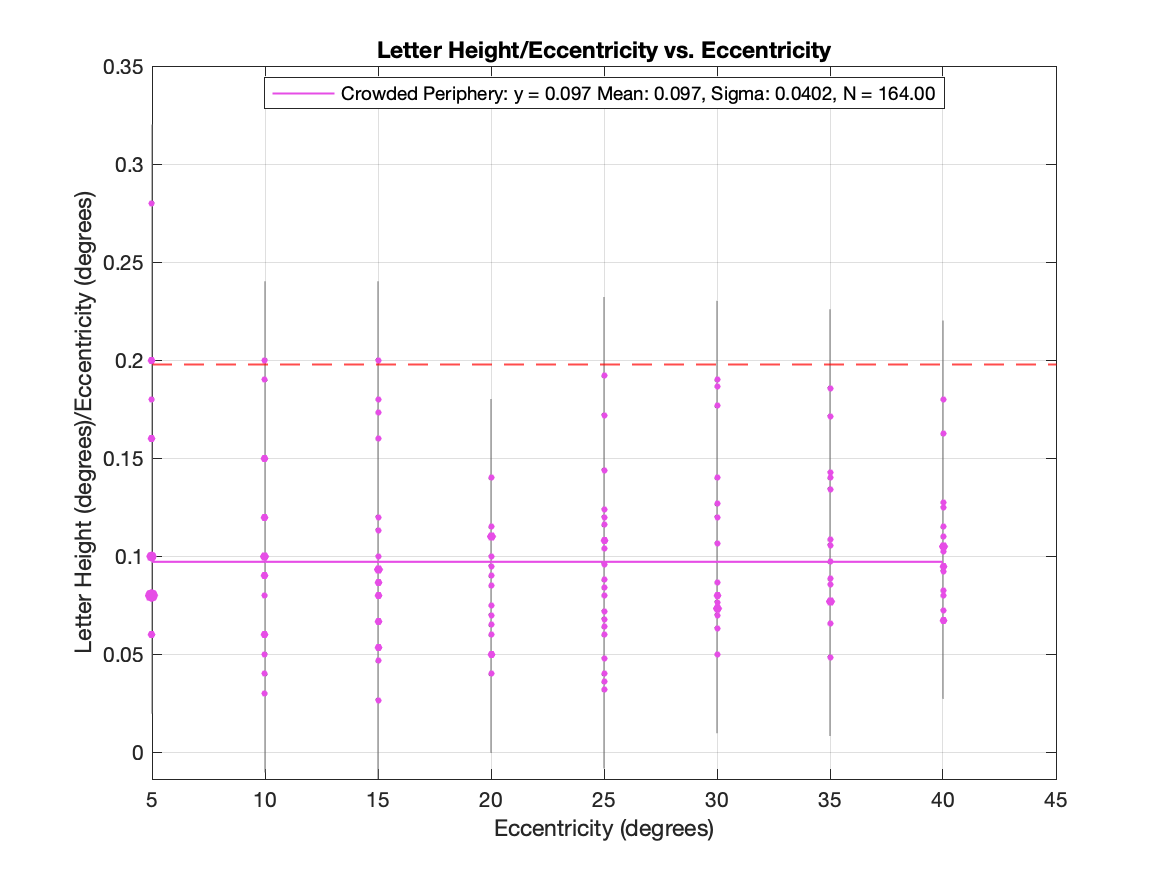 Letter Height/Eccentricity vs. Eccentricity
Crowded Periphery: y = 0.097 Mean: 0.097, Sigma: 0.0402, N = 164.00
Letter Height (degrees)/Eccentricity (degrees)
0.35
0.3
0.25
0.2
0.15
0.1
0.05
0
5 10 15 20 25 30 35 40 45
Eccentricity (degrees)